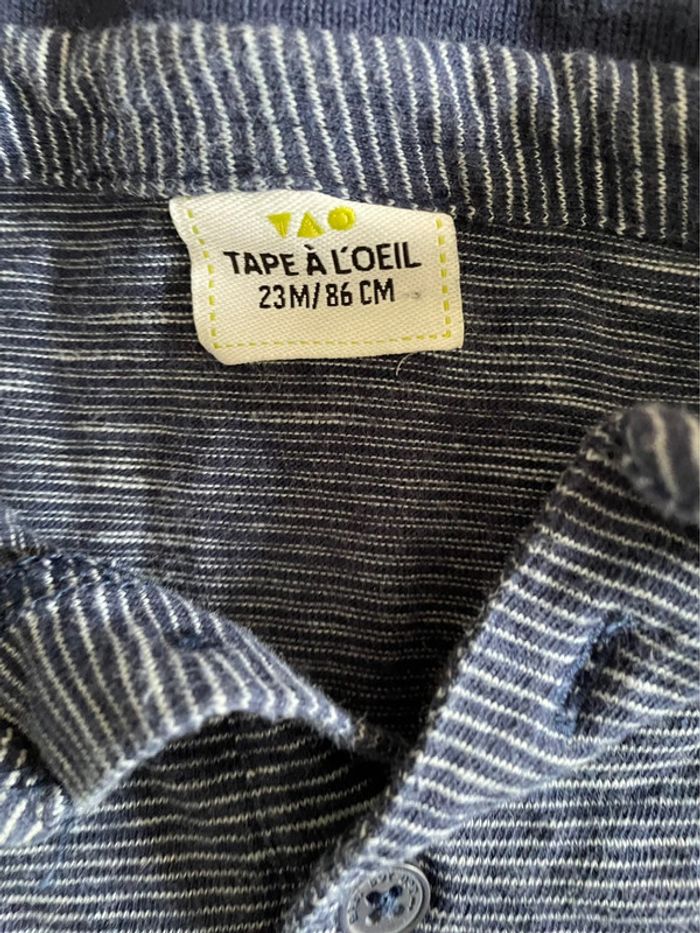 TAO
TAPE À L'OEIL
23M/86 CM